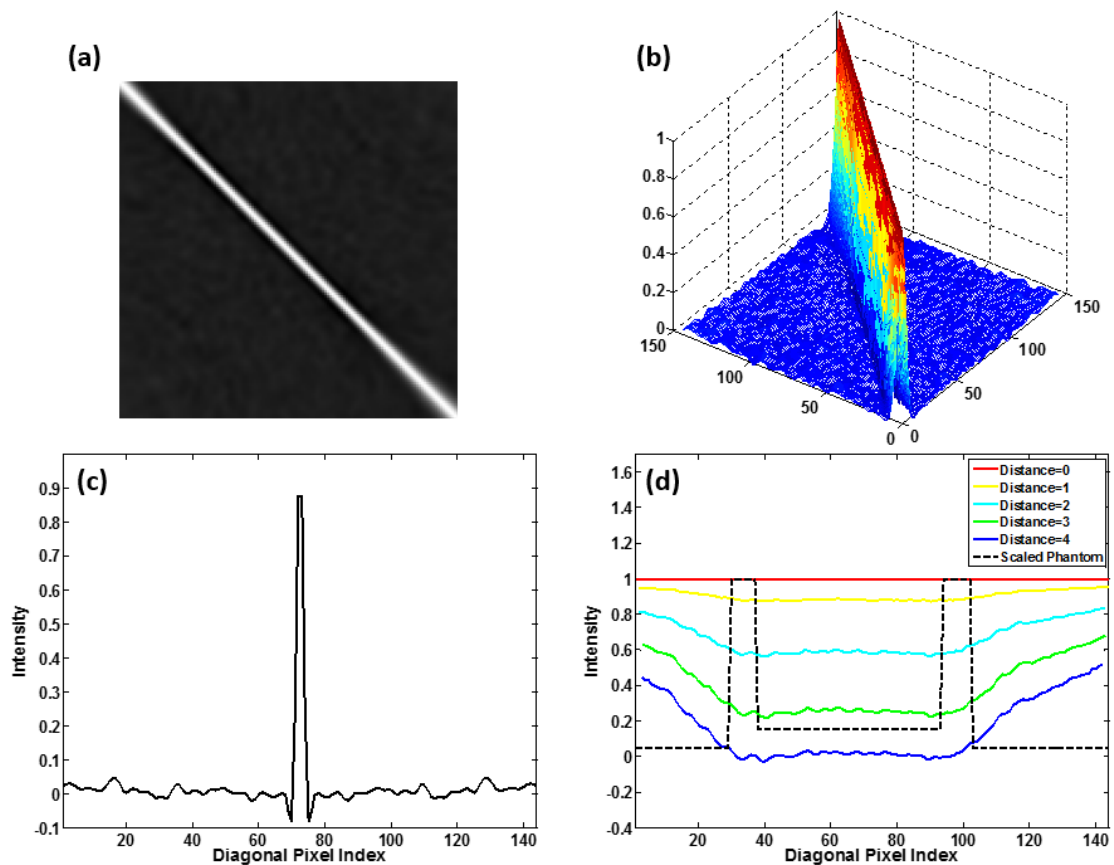 (a)
(b)
1
0.8
0.6
0.4
0.2
0
150
100
50
0
0
50
100
150
(c)
0.9
0.8
0.7
0.6
0.5
0.4
0.3
0.2
0.1
0
-0.1
Intensity
20 40 60 80 100 120 140
Diagonal Pixel Index
(d)
1.6
1.4
1.2
1
0.8
0.6
0.4
0.2
0
-0.2
-0.4
Intensity
Distance=0
Distance=1
Distance=2
Distance=3
Distance=4
Scaled Phantom
20 40 60 80 100 120 140
Diagonal Pixel Index